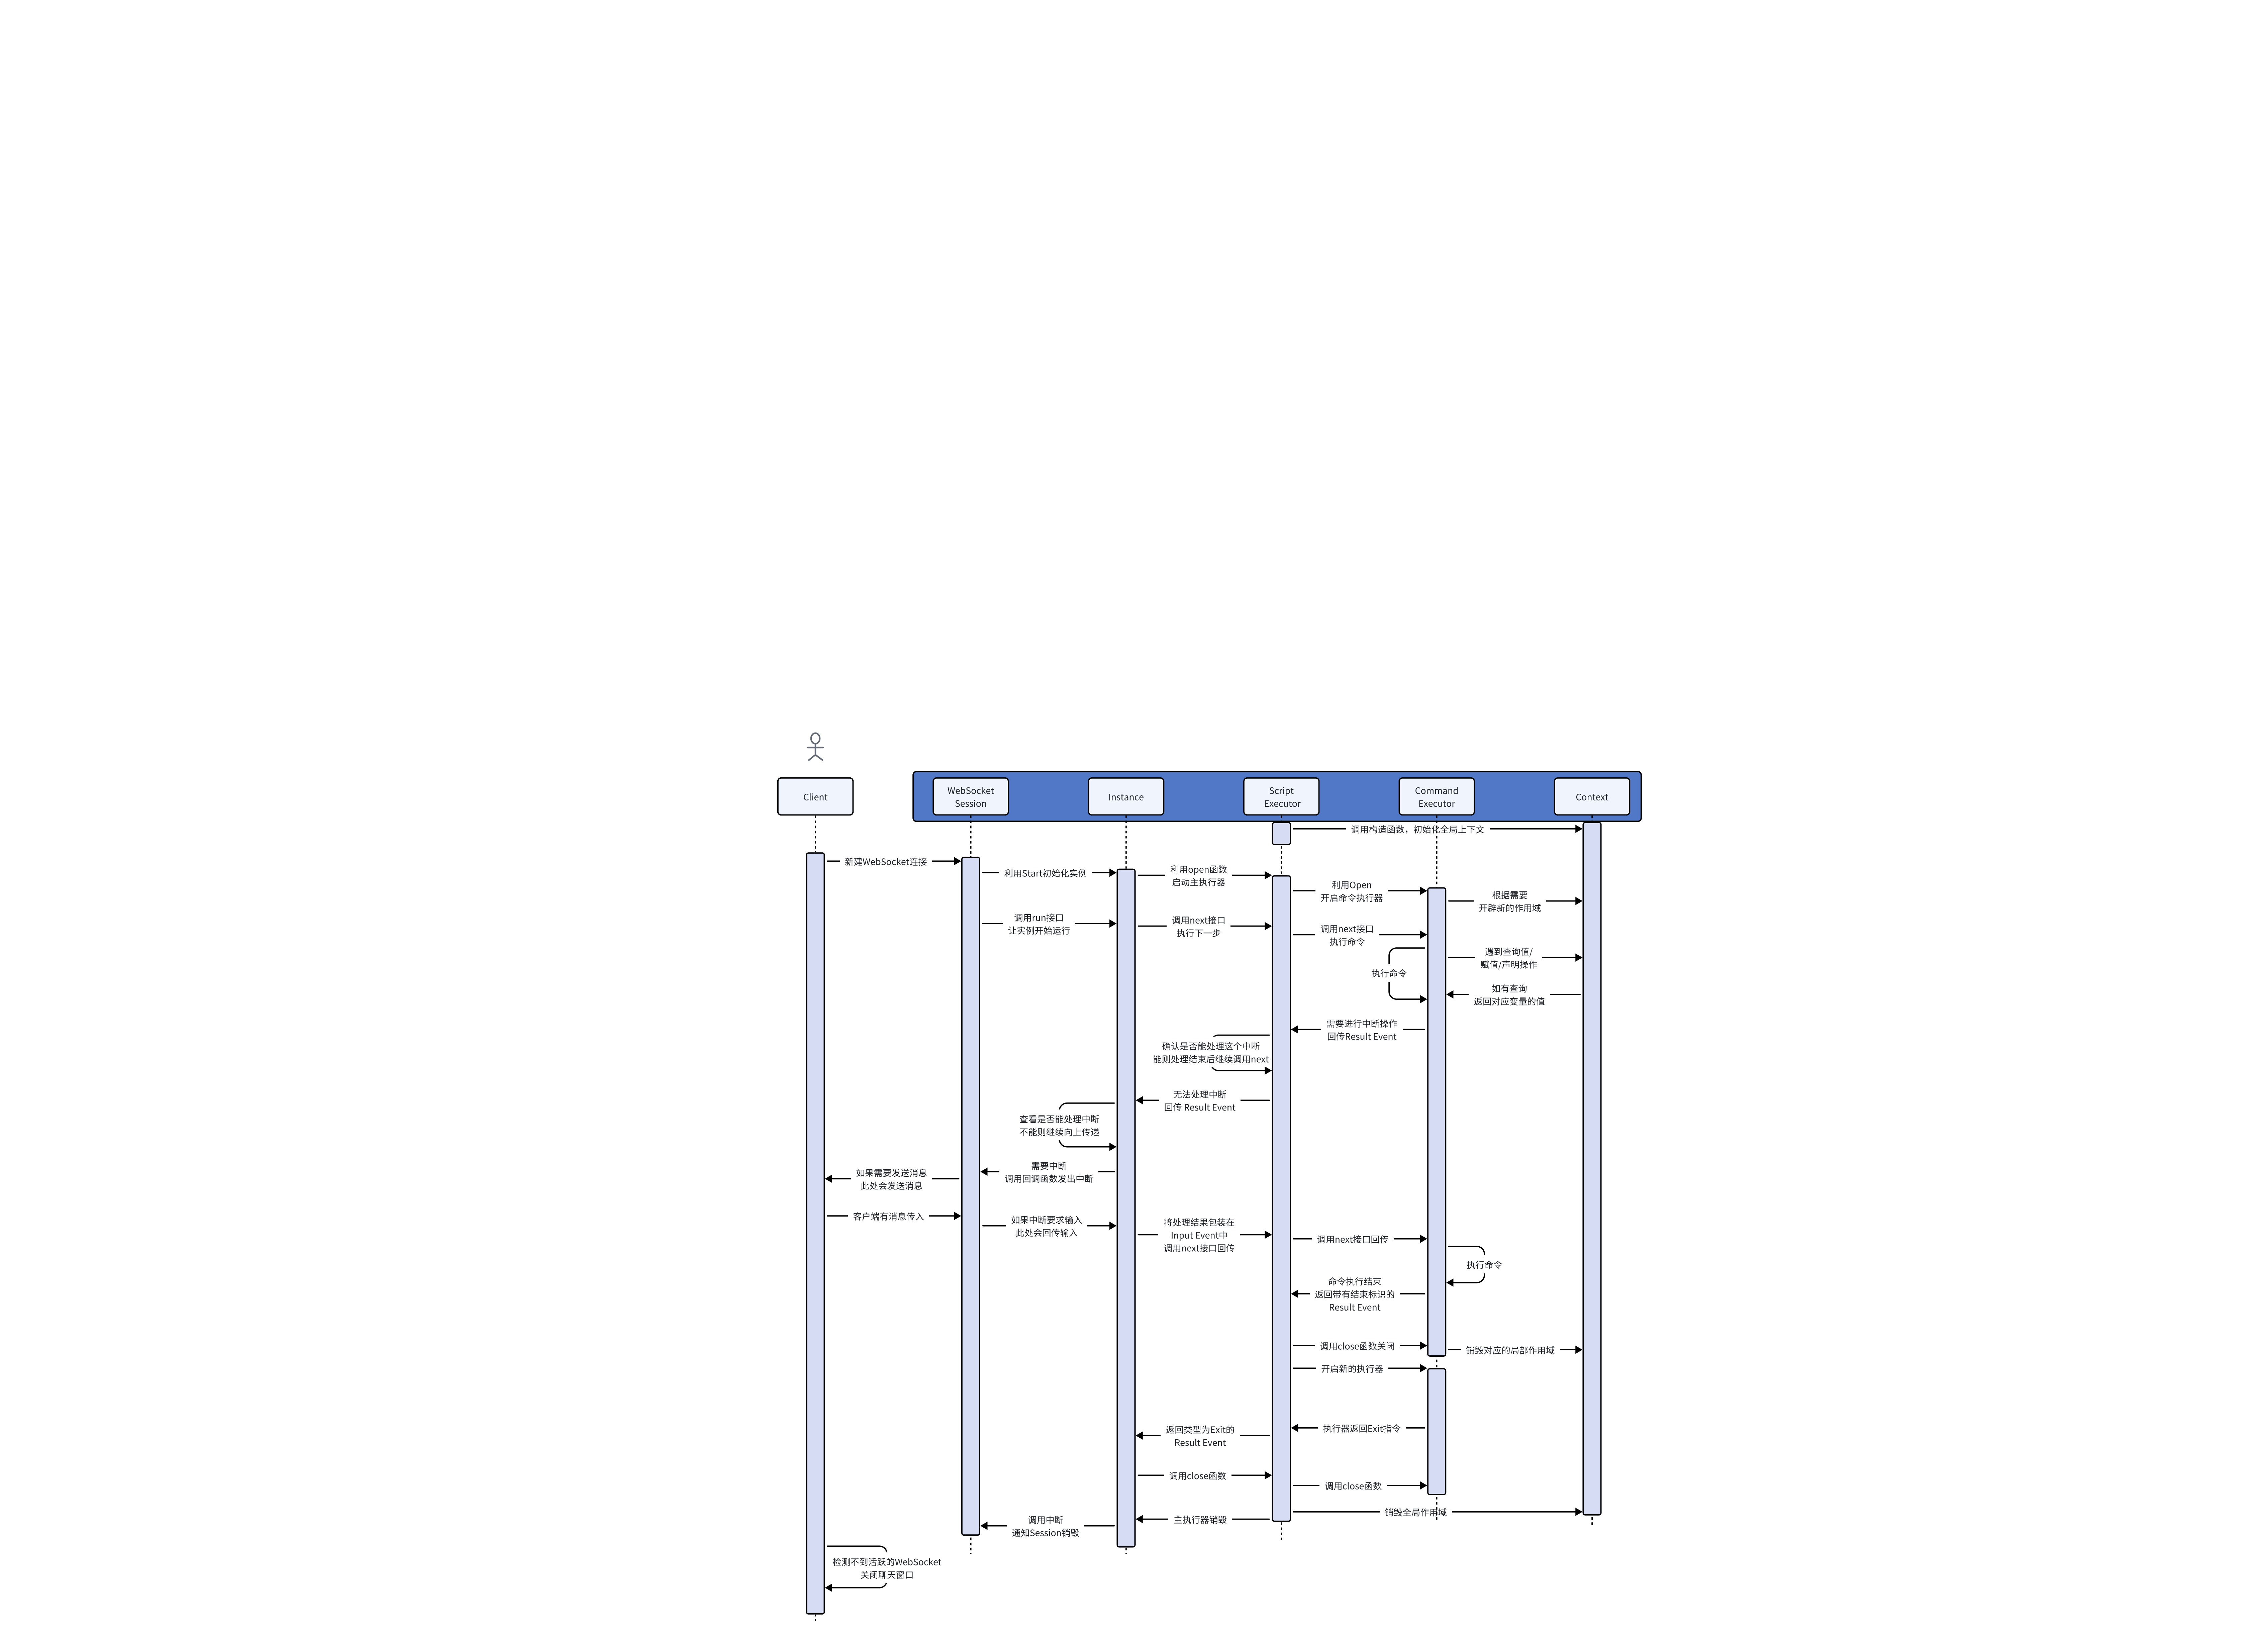 Client
WebSocket
Session
Instance
Script
Executor
Command
Executor
Context
调用构造函数，初始化全局上下文
新建WebSocket连接
利用Start初始化实例
利用open函数
启动主执行器
利用Open
开启命令执行器
根据需要
开辟新的作用域
调用run接口
让实例开始运行
调用next接口
执行下一步
调用next接口
执行命令
遇到查询值/
赋值/声明操作
执行命令
如有查询
返回对应变量的值
需要进行中断操作
回传Result Event
确认是否能处理这个中断
能则处理结束后继续调用next
无法处理中断
回传 Result Event
查看是否能处理中断
不能则继续向上传递
需要中断
调用回调函数发出中断
如果需要发送消息
此处会发送消息
客户端有消息传入
如果中断要求输入
此处会回传输入
将处理结果包装在
Input Event中
调用next接口回传
调用next接口回传
执行命令
命令执行结束
返回带有结束标识的
Result Event
调用close函数关闭
销毁对应的局部作用域
开启新的执行器
执行器返回Exit指令
返回类型为Exit的
Result Event
调用close函数
调用close函数
销毁全局作用域
主执行器销毁
调用中断
通知Session销毁
检测不到活跃的WebSocket
关闭聊天窗口